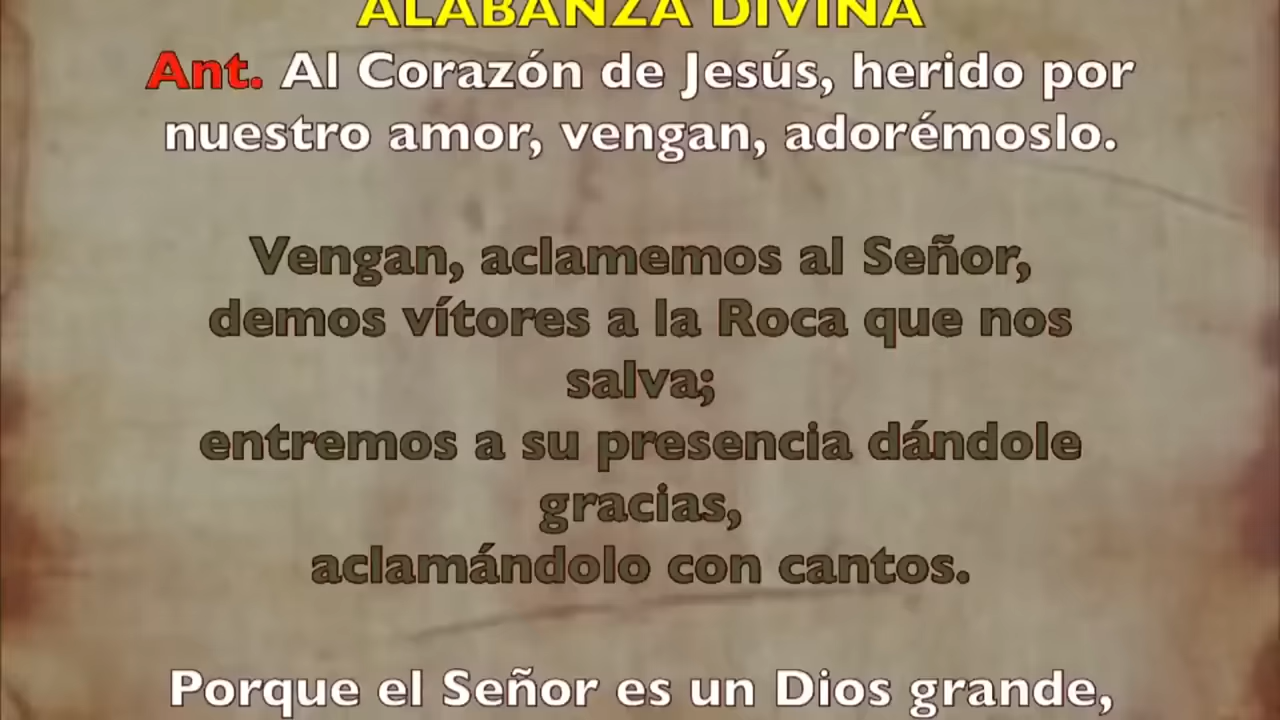 ALABANZA DIVINA
Ant. Al Corazón de Jesús, herido por
nuestro amor, vengan, adorémoslo.
Vengan, aclamemos al Señor,
demos vítores a la Roca que nos
salva;
entremos a su presencia dándole
gracias,
aclamándolo con cantos.
Porque el Señor es un Dios grande,